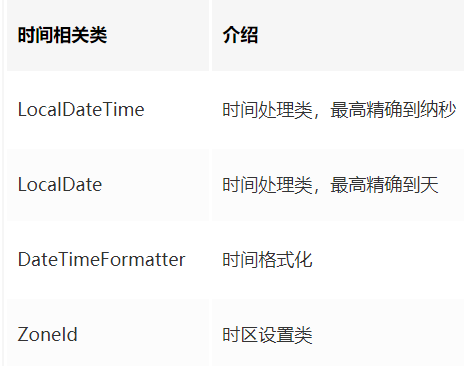 时间相关类 介绍
LocalDateTime 时间处理类，最高精确到纳秒
LocalDate 时间处理类，最高精确到天
DateTimeFormatter 时间格式化
ZoneId 时区设置类